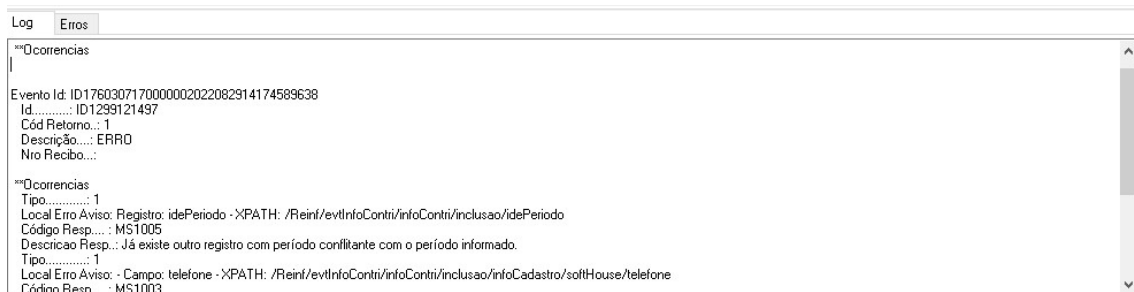 Log Erros
**Ocorrencias
Evento Id: ID1760307170000002022082914174589638
Id..........: ID1299121497
Cód Retorno..: 1
Descrição....: ERRO
Nro Recibo...:
**Ocorrencias
Tipo............: 1
Local Erro Aviso: Registro: idePeriodo - XPATH: /Reinf/evtInfoContri/infoContri/inclusao/idePeriodo
Código Resp.... : MS1005
Descricao Resp..: Já existe outro registro com período conflitante com o período informado.
Tipo............: 1
Local Erro Aviso: - Campo: telefone - XPATH: /Reinf/evtInfoContri/infoContri/inclusao/infoCadastro/softHouse/telefone
Código Resp.... : MS1003